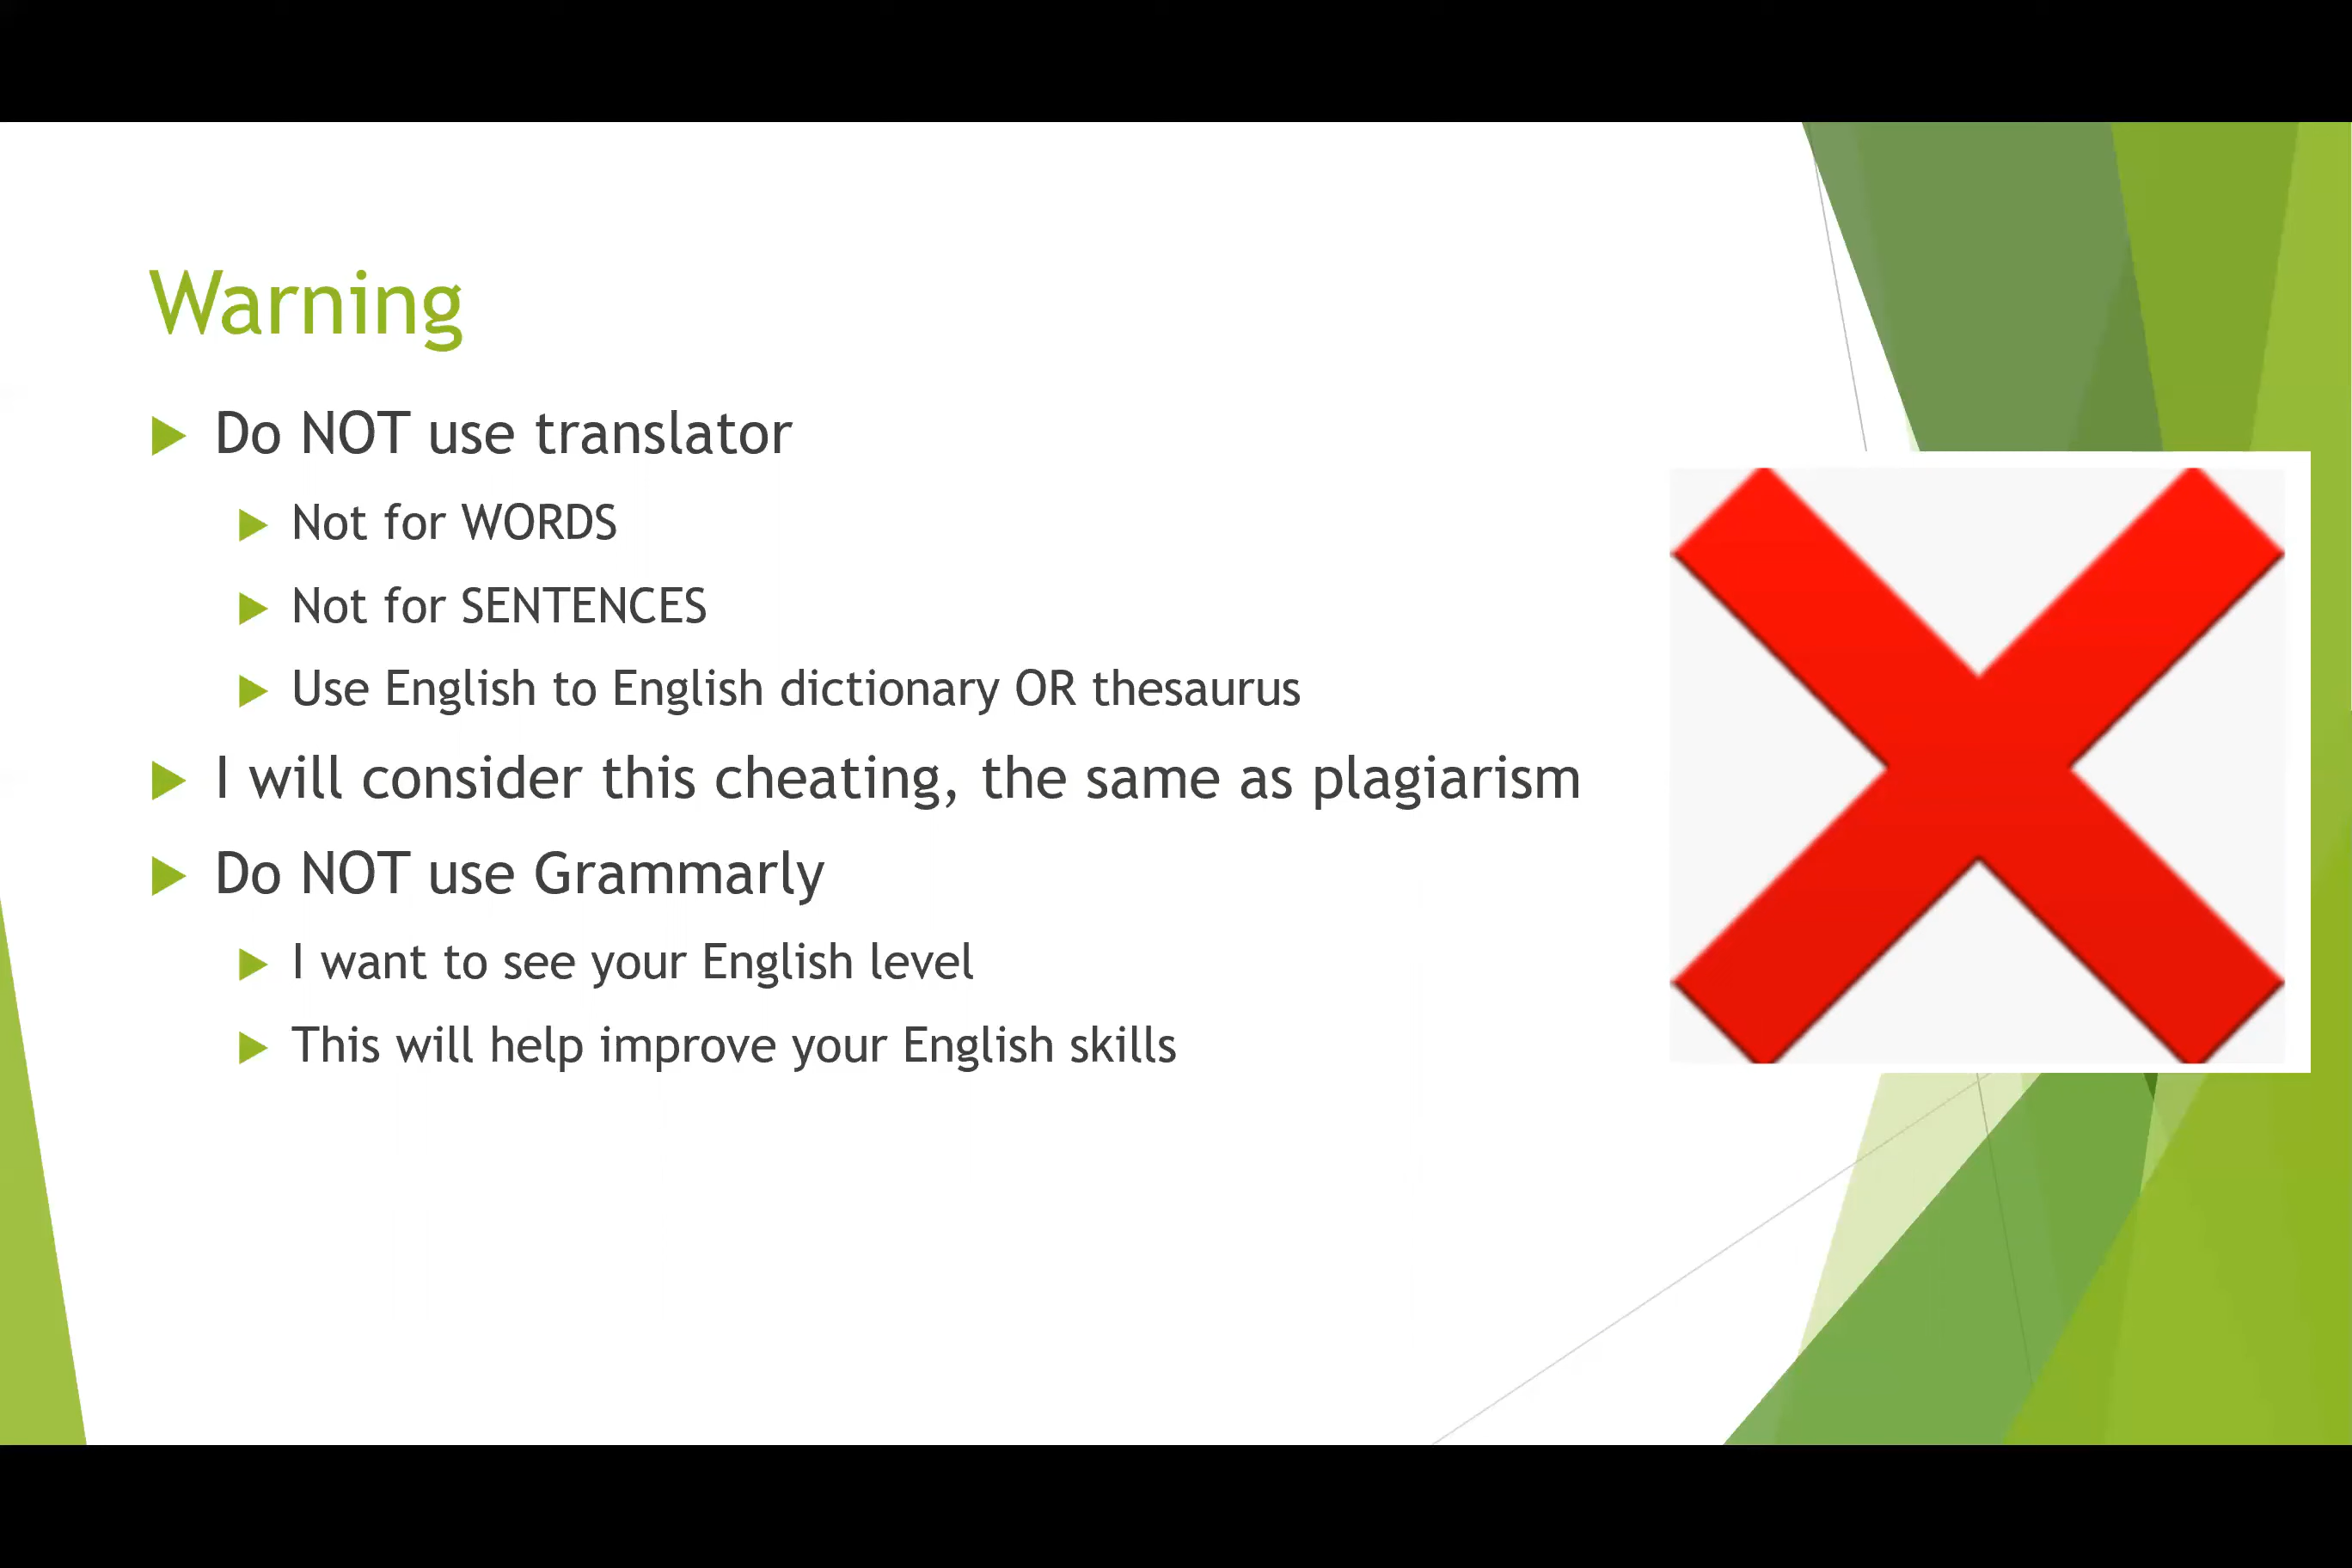 Warning
Do NOT use translator
Not for WORDS
Not for SENTENCES
Use English to English dictionary OR thesaurus
I will consider this cheating, the same as plagiarism
Do NOT use Grammarly
I want to see your English level
This will help improve your English skills